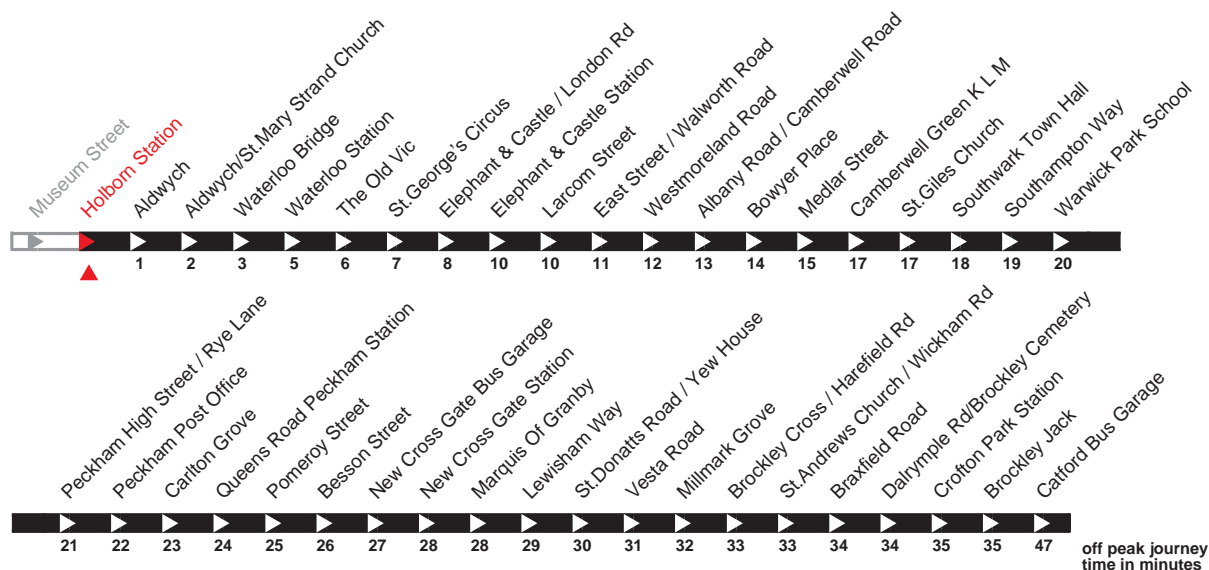 Museum Street
Holborn Station
Aldwych
Aldwych/St.Mary Strand Church
Waterloo Bridge
Waterloo Station
The Old Vic
St.George's Circus
Elephant & Castle / London Rd
Elephant & Castle Station
Larcom Street
East Street / Walworth Road
Westmoreland Road
Albany Road / Camberwell Road
Bowyer Place
Medlar Street
Camberwell Green K L M
St.Giles Church
Southwark Town Hall
Southampton Way
Warwick Park School
1 2 3 5 6 7 8 10 10 11 12 13 14 15 17 17 18 19 20
Peckham High Street / Rye Lane
Peckham Post Office
Carlton Grove
Queens Road Peckham Station
Pomeroy Street
Besson Street
New Cross Gate Bus Garage
New Cross Gate Station
Marquis Of Granby
Lewisham Way
St.Donatts Road / Yew House
Vesta Road
Millmark Grove
Brockley Cross / Harefield Rd
St.Andrews Church / Wickham Rd
Braxfield Road
Dalrymple Rd/Brockley Cemetery
Crofton Park Station
Brockley Jack
Catford Bus Garage
21 22 23 24 25 26 27 28 28 29 30 31 32 33 33 34 34 35 35 47
off peak journey
time in minutes